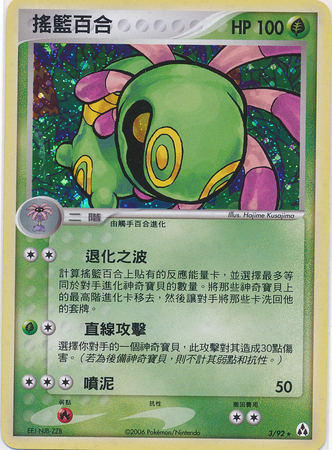 搖籃百合
HP 100
Illus. Hajime Kusajima
二階
由觸手百合進化
退化之波
計算搖籃百合上貼有的反應能量卡，並選擇最多等
同於對手進化神奇寶貝的數量。將那些神奇寶貝上
的最高階進化卡移去，然後讓對手將那些卡洗回他
的套牌。
直線攻擊
選擇你對手的一個神奇寶貝，此攻擊對其造成30點傷
害。(若為後備神奇寶貝，則不計其弱點和抗性。)
噴泥
50
弱點
抗性
撤回費用
EEJ-NJB-ZZB
©2006 Pokémon/Nintendo
3/92 ★